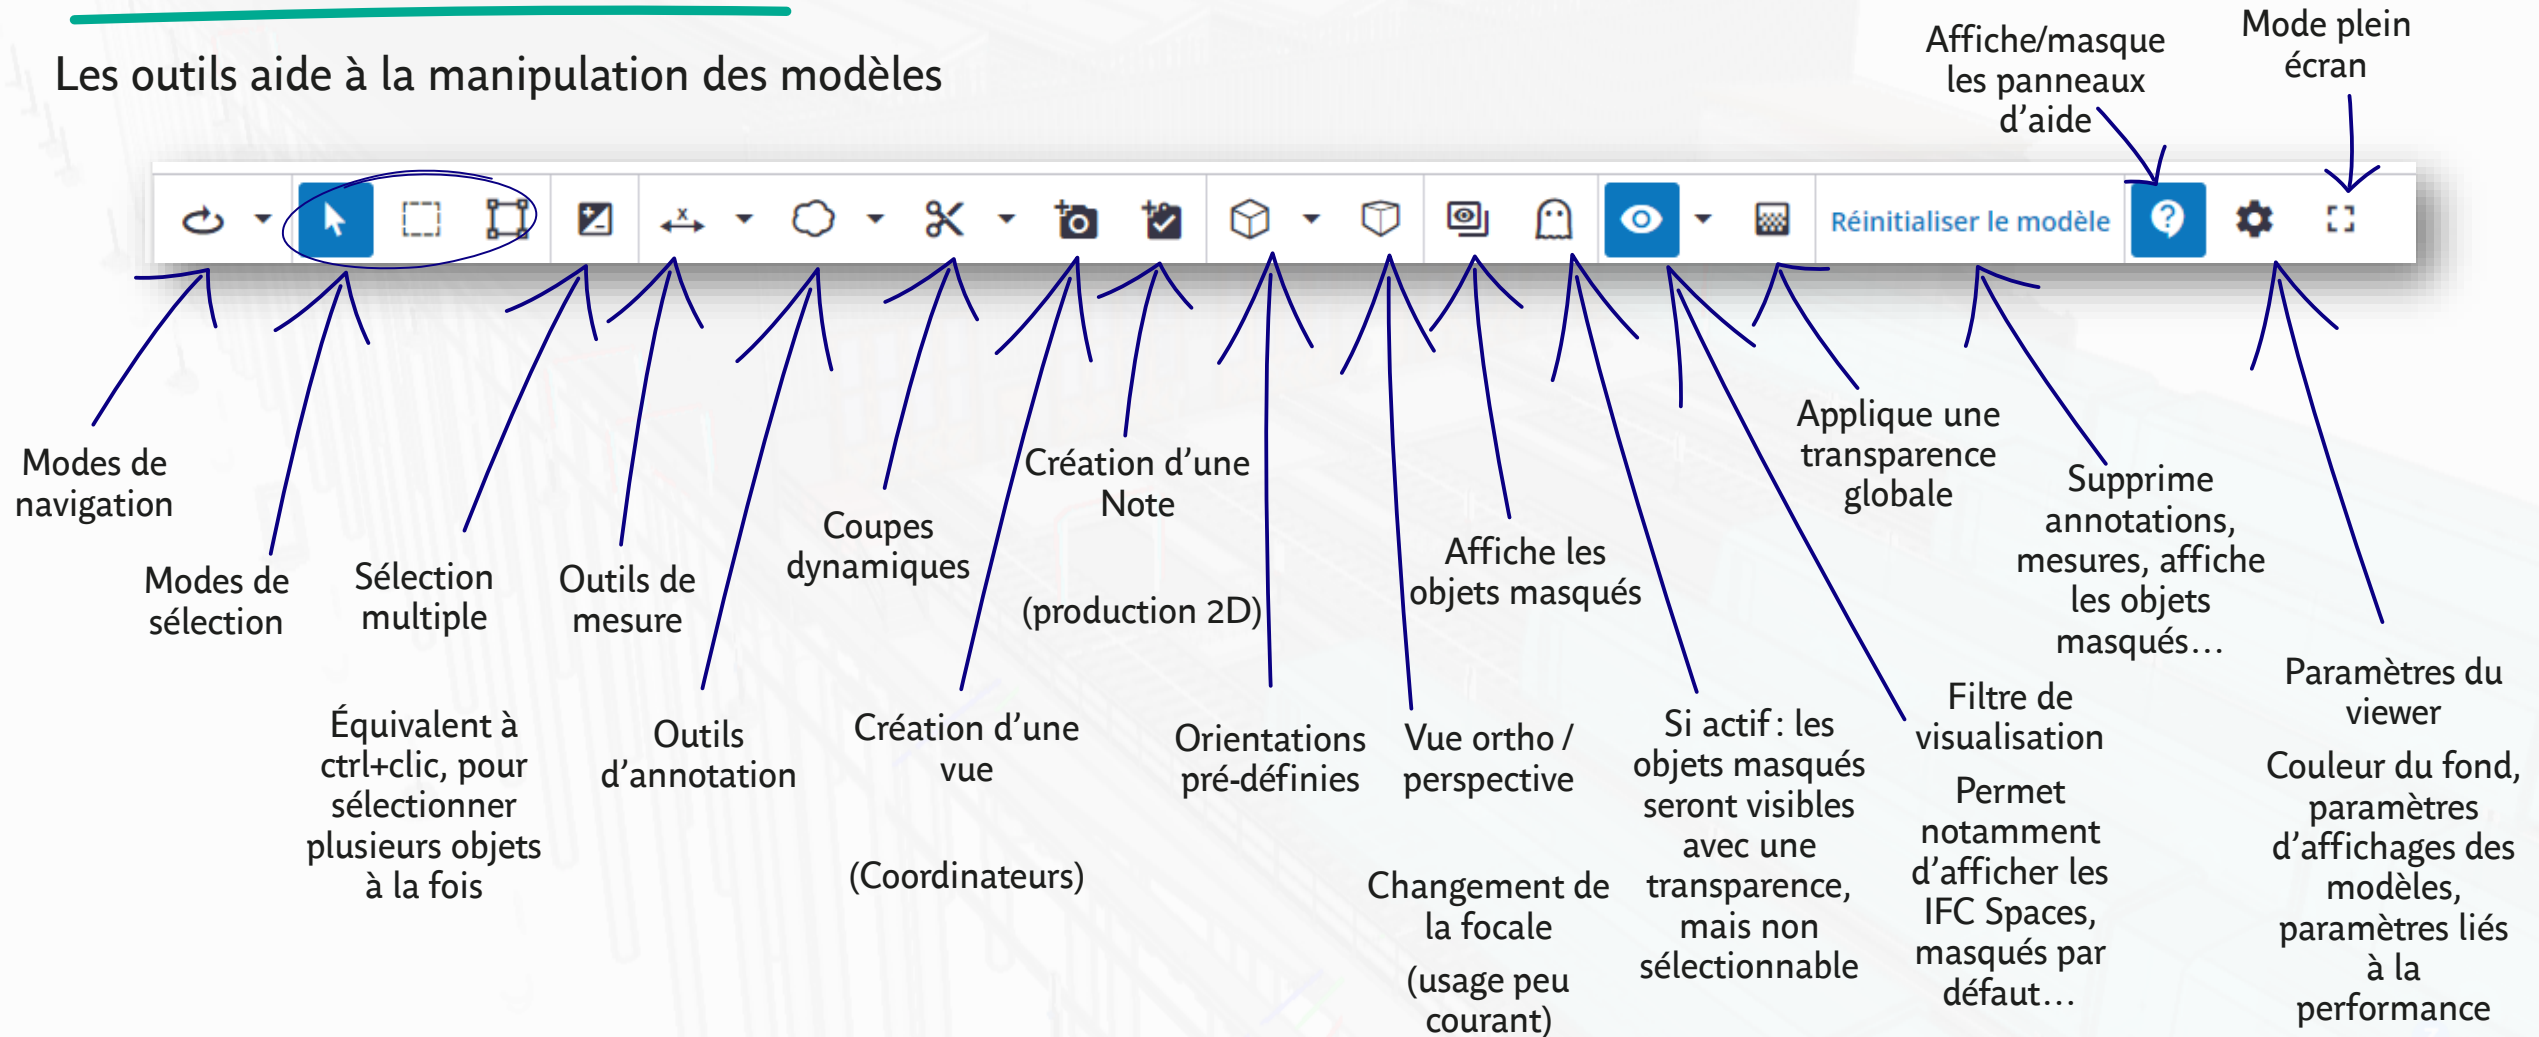 Les outils aide à la manipulation des modèles
Affiche/masque
les panneaux
d’aide
Mode plein
écran
x
Réinitialiser le modèle
?
Modes de
navigation
Modes de
sélection
Sélection
multiple
Équivalent à
ctrl+clic, pour
sélectionner
plusieurs objets
à la fois
Outils de
mesure
Outils
d’annotation
Coupes
dynamiques
Création d’une
vue
(Coordinateurs)
Création d’une
Note
(production 2D)
Orientations
pré-définies
Vue ortho /
perspective
Changement de
la focale
(usage peu
courant)
Affiche les
objets masqués
Si actif : les
objets masqués
seront visibles
avec une
transparence,
mais non
sélectionnable
Filtre de
visualisation
Permet
notamment
d’afficher les
IFC Spaces,
masqués par
défaut…
Applique une
transparence
globale
Supprime
annotations,
mesures, affiche
les objets
masqués…
Paramètres du
viewer
Couleur du fond,
paramètres
d’affichages des
modèles,
paramètres liés
à la
performance